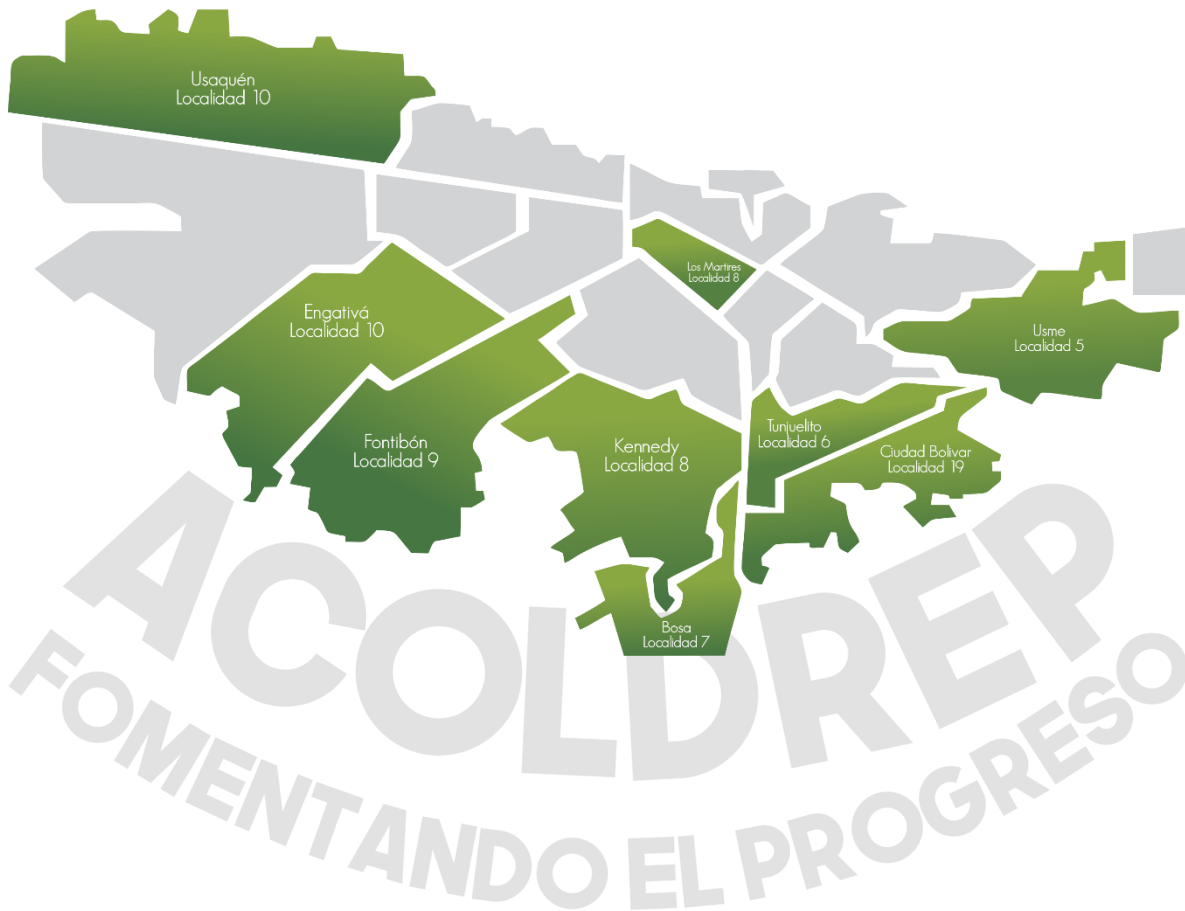 Usaquén
Localidad 10
Los Martires
Localidad 8
Engativá
Localidad 10
Usme
Localidad 5
Fontibón
Localidad 9
Kennedy
Localidad 8
Tunjuelito
Localidad 6
Ciudad Bolivar
Localidad 19
Bosa
Localidad 7
ACOLDREP
FOMENTANDO EL PROGRESO